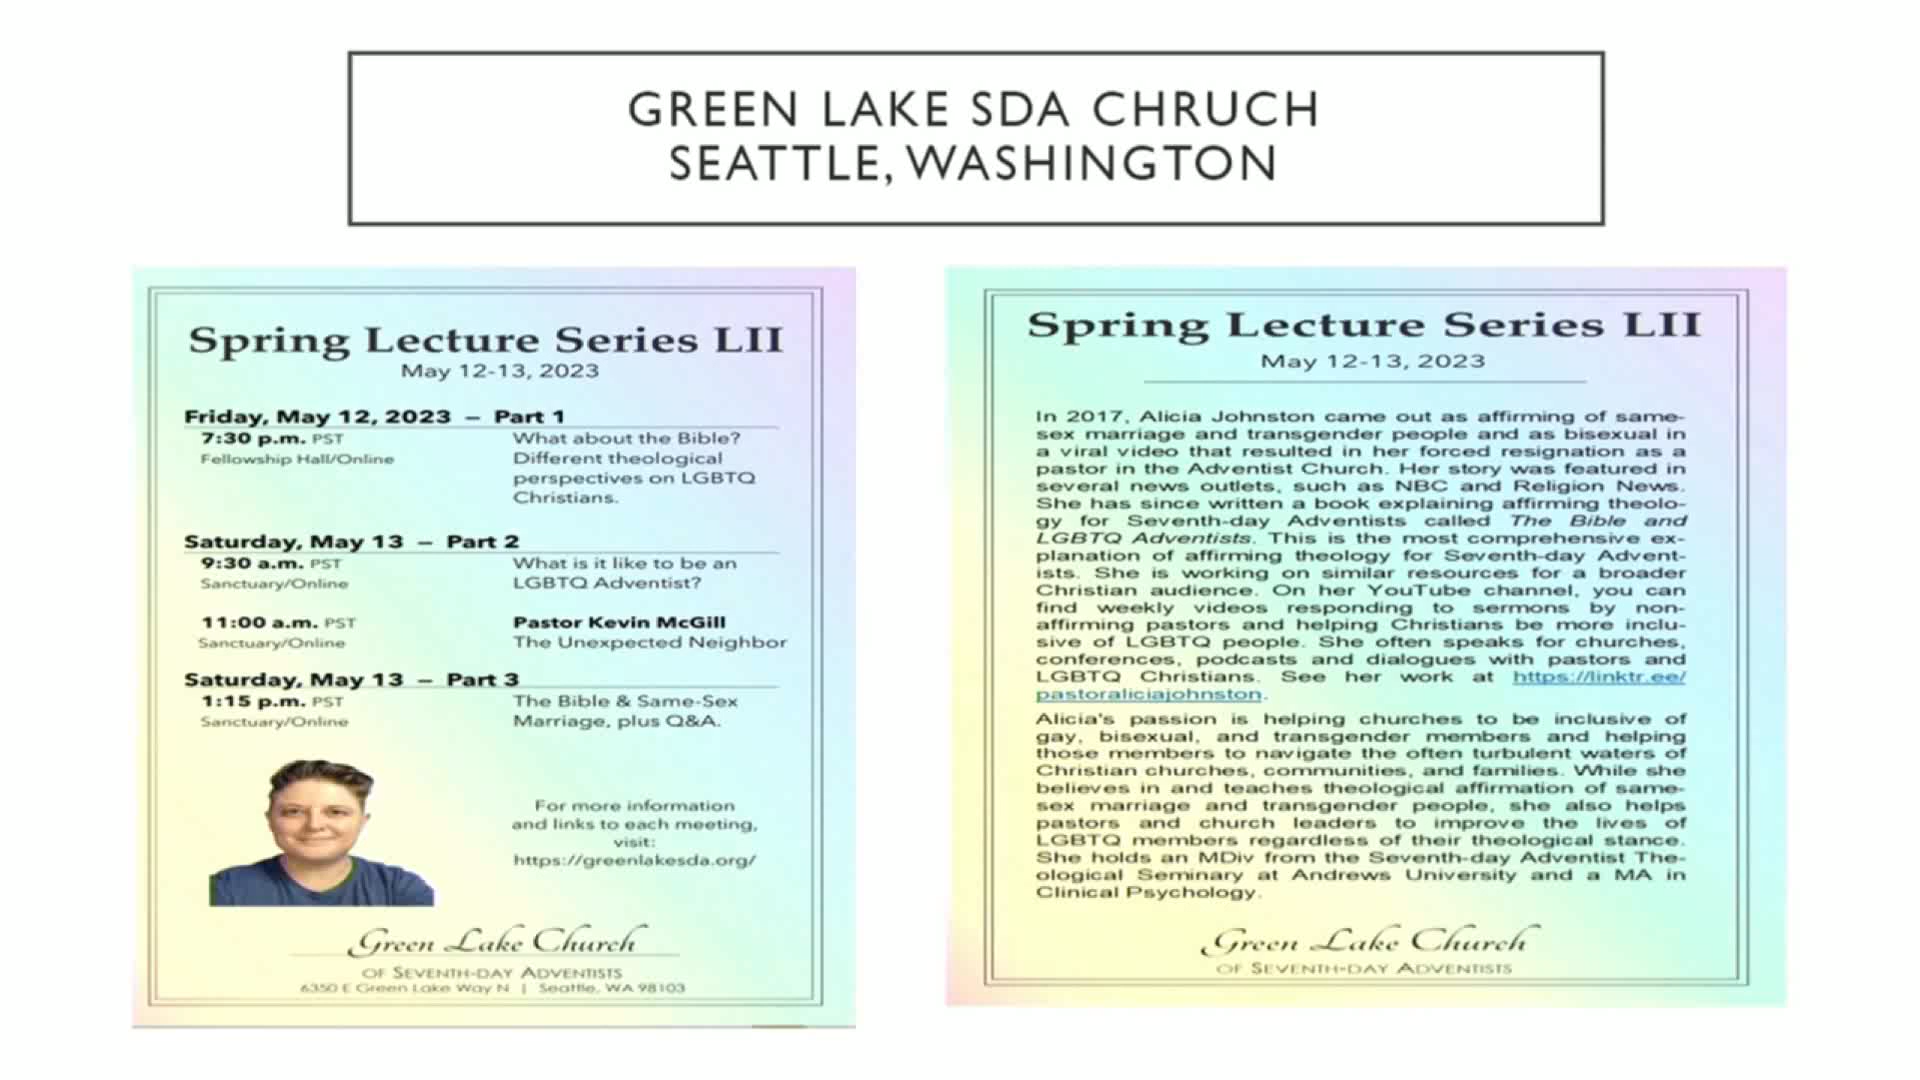 GREEN LAKE SDA CHRUCH
SEATTLE, WASHINGTON
Spring Lecture Series LII
May 12-13, 2023
Friday, May 12, 2023 – Part 1
7:30 p.m. PST What about the Bible?
Fellowship Hall/Online Different theological
perspectives on LGBTQ
Christians.
Saturday, May 13 – Part 2
9:30 a.m. PST What is it like to be an
Sanctuary/Online LGBTQ Adventist?
11:00 a.m. PST Pastor Kevin McGill
Sanctuary/Online The Unexpected Neighbor
Saturday, May 13 – Part 3
1:15 p.m. PST The Bible & Same-Sex
Sanctuary/Online Marriage, plus Q&A.
For more information
and links to each meeting,
visit:
https://greenlakesda.org/
Green Lake Church
OF SEVENTH-DAY ADVENTISTS
6350 E Green Lake Way N | Seattle, WA 98103
Spring Lecture Series LII
May 12-13, 2023
In 2017, Alicia Johnston came out as affirming of same-
sex marriage and transgender people and as bisexual in
a viral video that resulted in her forced resignation as a
pastor in the Adventist Church. Her story was featured in
several news outlets, such as NBC and Religion News.
She has since written a book explaining affirming theolo-
gy for Seventh-day Adventists called The Bible and
LGBTQ Adventists. This is the most comprehensive ex-
planation of affirming theology for Seventh-day Advent-
ists. She is working on similar resources for a broader
Christian audience. On her YouTube channel, you can
find weekly videos responding to sermons by non-
affirming pastors and helping Christians be more inclu-
sive of LGBTQ people. She often speaks for churches,
conferences, podcasts and dialogues with pastors and
LGBTQ Christians. See her work at https://linktr.ee/
pastoraliciajohnston.
Alicia's passion is helping churches to be inclusive of
gay, bisexual, and transgender members and helping
those members to navigate the often turbulent waters of
Christian churches, communities, and families. While she
believes in and teaches theological affirmation of same-
sex marriage and transgender people, she also helps
pastors and church leaders to improve the lives of
LGBTQ members regardless of their theological stance.
She holds an MDiv from the Seventh-day Adventist The-
ological Seminary at Andrews University and a MA in
Clinical Psychology.
Green Lake Church
OF SEVENTH-DAY ADVENTISTS